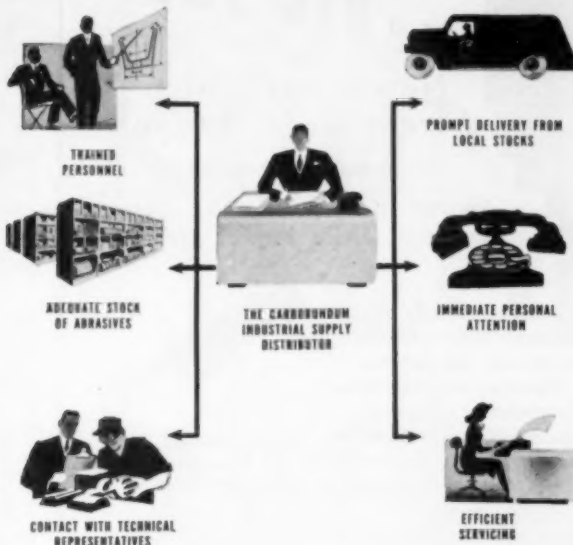 TRAINED
PERSONNEL
PROMPT DELIVERY FROM
LOCAL STOCKS
ADEQUATE STOCK
OF ABRASIVES
THE CARBORUNDUM
INDUSTRIAL SUPPLY
DISTRIBUTOR
IMMEDIATE PERSONAL
ATTENTION
CONTACT WITH TECHNICAL
REPRESENTATIVES
EFFICIENT
SERVICING